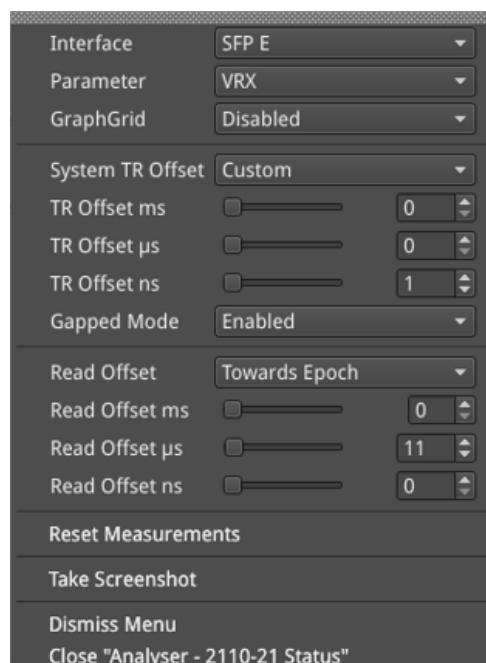 Interface SFP E
Parameter VRX
GraphGrid Disabled
System TR Offset Custom
TR Offset ms 0
TR Offset µs 0
TR Offset ns 1
Gapped Mode Enabled
Read Offset Towards Epoch
Read Offset ms 0
Read Offset µs 11
Read Offset ns 0
Reset Measurements
Take Screenshot
Dismiss Menu
Close "Analyser - 2110-21 Status"